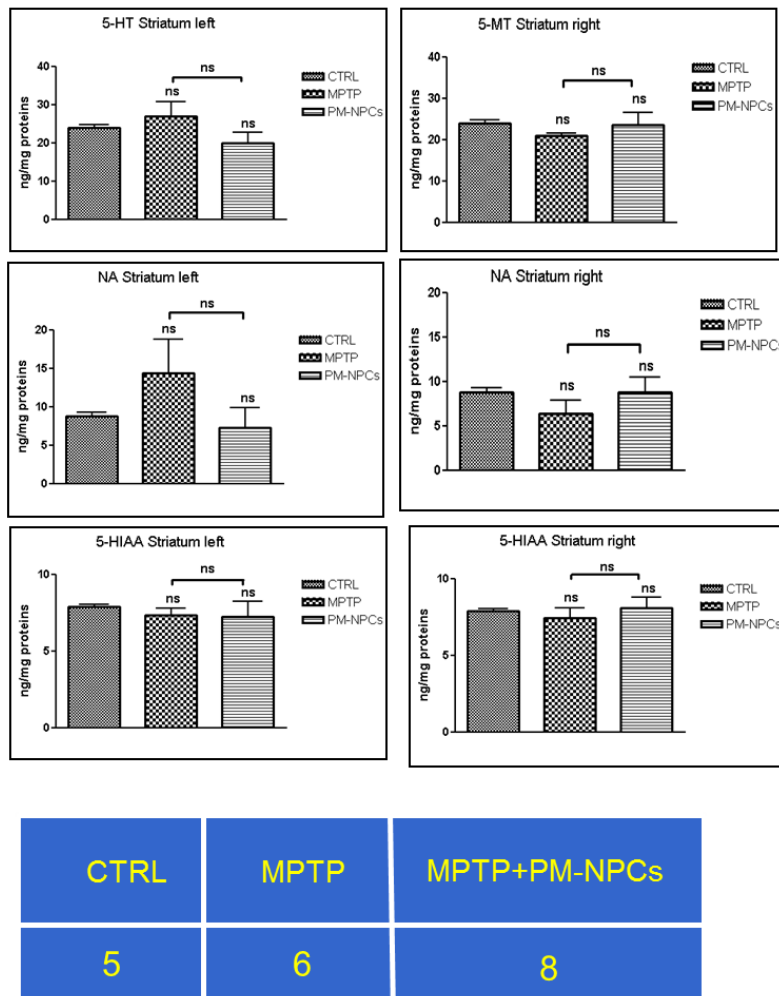 5-HT Striatum left
40
30
20
10
0
ng/mg proteins
ns
ns
ns
CTRL
MPTP
PM-NPCs
5-MT Striatum right
40
30
20
10
0
ng/mg proteins
ns
ns
ns
CTRL
MPTP
PM-NPCs
NA Striatum left
20
15
10
5
0
ng/mg proteins
ns
ns
ns
CTRL
MPTP
PM-NPCs
NA Striatum right
20
15
10
5
0
ng/mg proteins
ns
ns
ns
CTRL
MPTP
PM-NPCs
5-HIAA Striatum left
10
5
0
ng/mg proteins
ns
ns
ns
CTRL
MPTP
PM-NPCs
5-HIAA Striatum right
10
5
0
ng/mg proteins
ns
ns
ns
CTRL
MPTP
PM-NPCs
CTRL MPTP MPTP+PM-NPCs
5 6 8